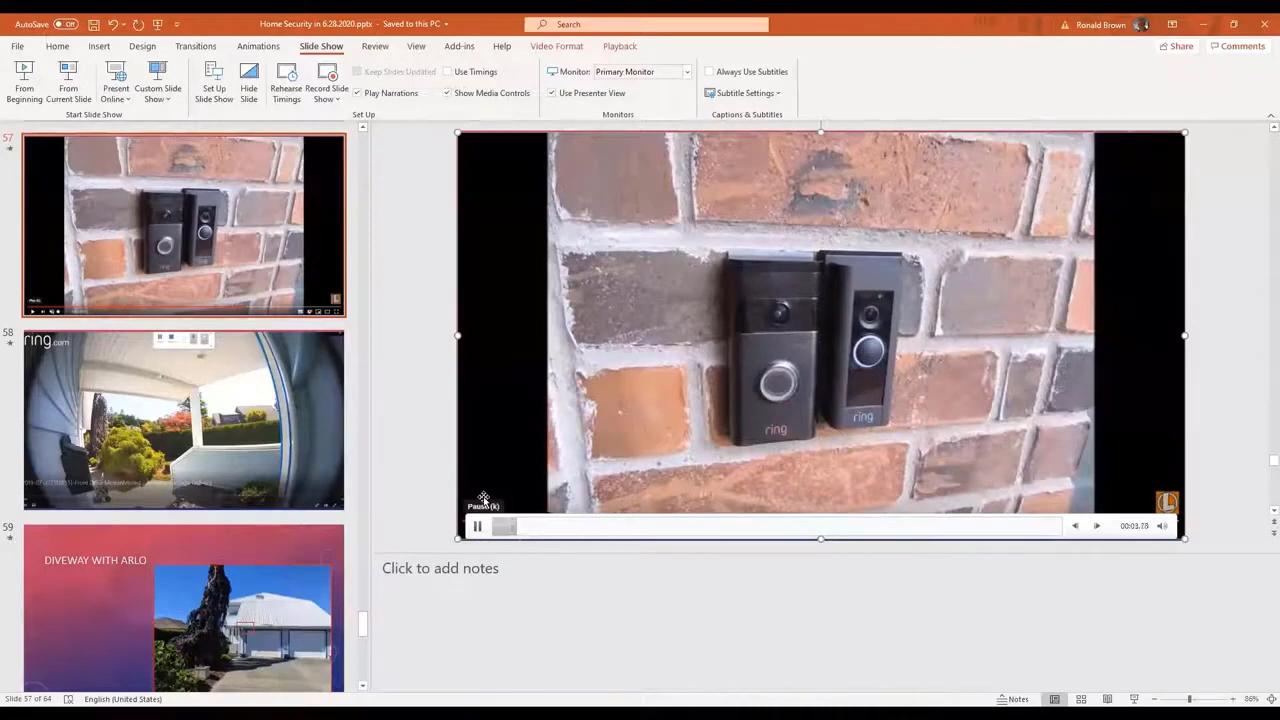 AutoSave Off
Home Security in 6.28.2020.pptx - Saved to this PC
Search
Ronald Brown
File Home Insert Design Transitions Animations Slide Show Review View Add-ins Help Video Format Playback
Share Comments
From Beginning
From Current Slide
Present Online
Custom Slide Show
Start Slide Show
Set Up Slide Show
Hide Slide
Rehearse Timings
Record Slide Show
Keep Slides Updated
Use Timings
Play Narrations
Show Media Controls
Set Up
Monitor: Primary Monitor
Use Presenter View
Monitors
Always Use Subtitles
Subtitle Settings
Captions & Subtitles
57
58
ring.com
59
DIVEWAY WITH ARLO
ring
ring
Pause (k)
00:03.78
Click to add notes
Slide 57 of 64
English (United States)
Notes
86%